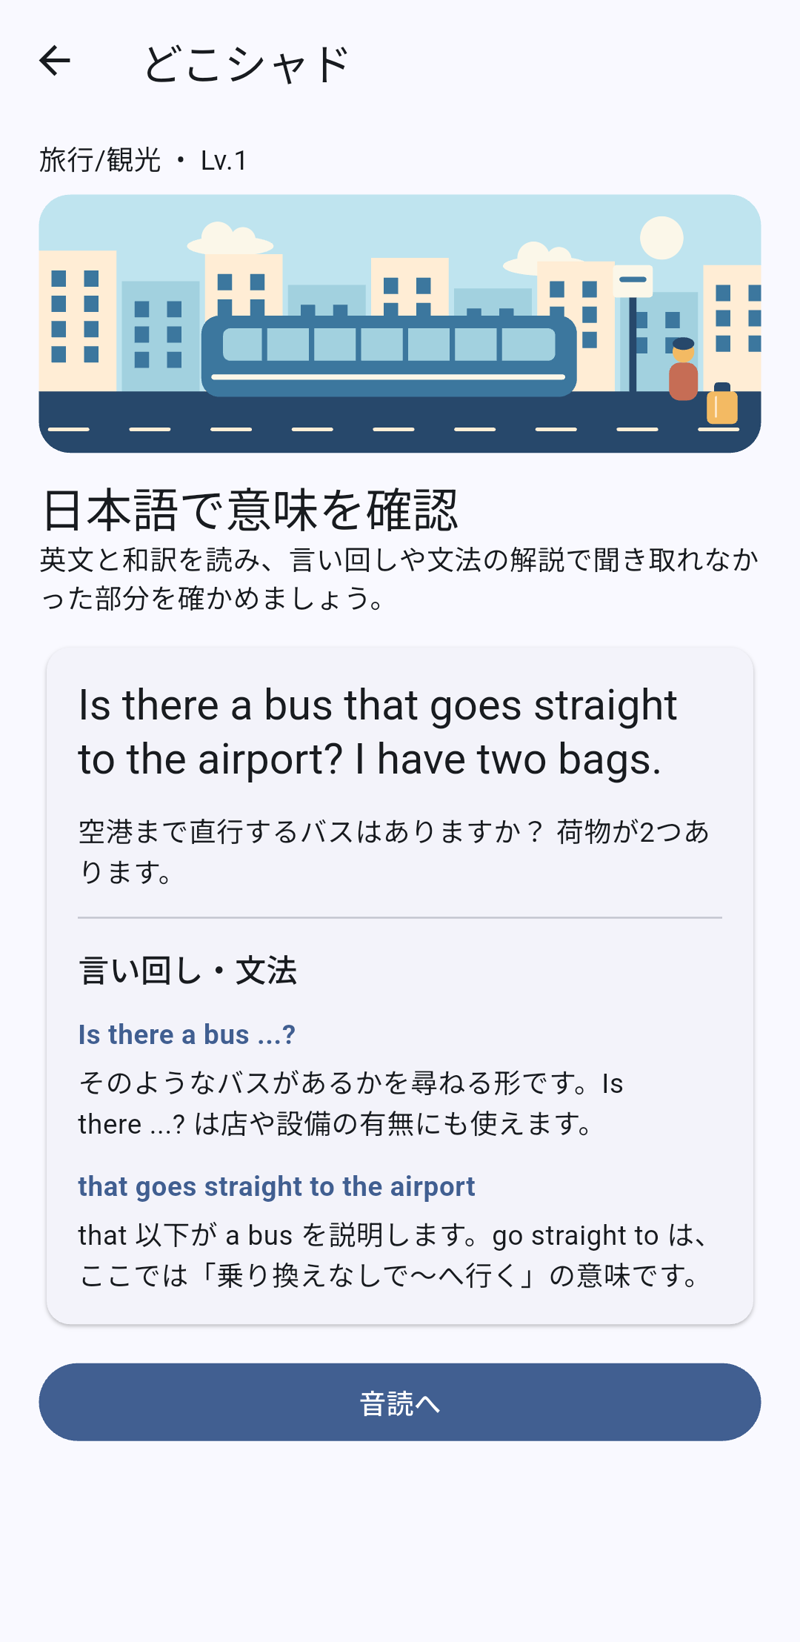 どこシャド
旅行/観光 ・ Lv.1
日本語で意味を確認
英文と和訳を読み、言い回しや文法の解説で聞き取れなか
った部分を確かめましょう。
Is there a bus that goes straight
to the airport? I have two bags.
空港まで直行するバスはありますか？ 荷物が2つあ
ります。
言い回し・文法
Is there a bus ...?
そのようなバスがあるかを尋ねる形です。Is
there ...? は店や設備の有無にも使えます。
that goes straight to the airport
that 以下が a bus を説明します。go straight to は、
ここでは「乗り換えなしで〜へ行く」の意味です。
音読へ